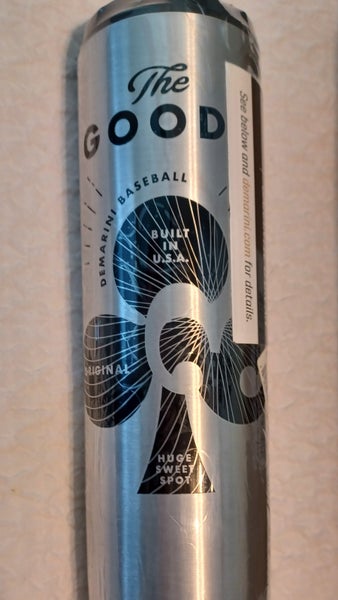 The
GOOD
DEMARINI BASEBALL
BUILT
IN
U.S.A.
ORIGINAL
HUGE
SWEET
SPOT
See below and demarini.com for details.